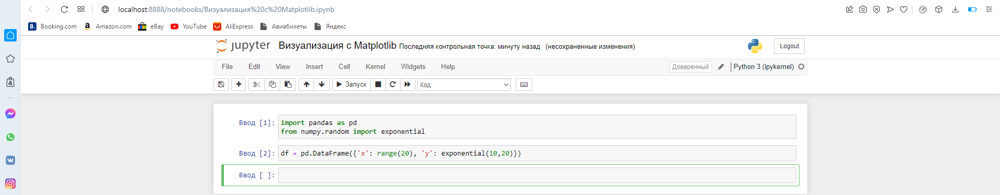 localhost:8888/notebooks/Визуализация%20с%20Matplotlib.ipynb
Booking.com Amazon.com eBay YouTube AliExpress Авиабилеты Яндекс
jupyter Визуализация с Matplotlib Последняя контрольная точка: минуту назад (несохраненные изменения) Logout
File Edit View Insert Cell Kernel Widgets Help Доверенный Python 3 (ipykernel)
Запуск Код
Ввод [1]: import pandas as pd
from numpy.random import exponential
Ввод [2]: df = pd.DataFrame({'x': range(20), 'y': exponential(10,20)})
Ввод [ ]: